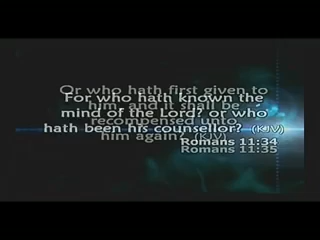 Or who hath first given to
him, and it shall be
recompensed unto
him again? (KJV)
Romans 11:35
For who hath known the
mind of the Lord? or who
hath been his counsellor? (KJV)
Romans 11:34